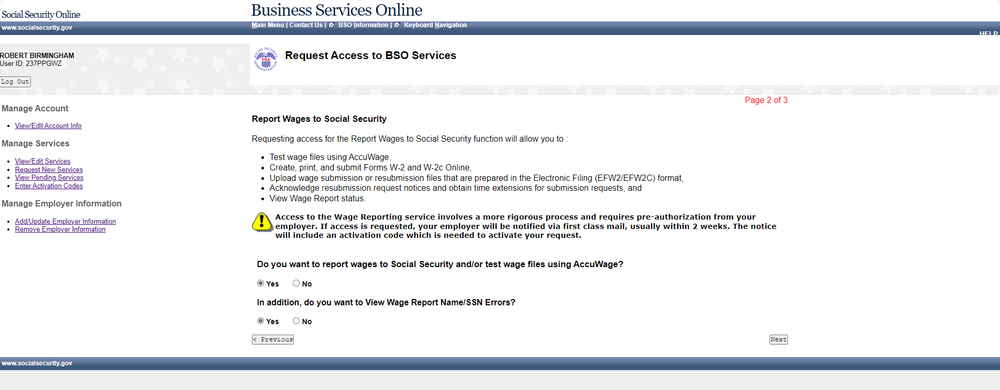 Social Security Online
Business Services Online
www.socialsecurity.gov
Main Menu | Contact Us | BSO Information | Keyboard Navigation
HELP
ROBERT BIRMINGHAM
User ID: 237PPGWZ
Log Out
SOCIAL SECURITY ADMINISTRATION
USA
Request Access to BSO Services
Manage Account
View/Edit Account Info
Manage Services
View/Edit Services
Request New Services
View Pending Services
Enter Activation Codes
Manage Employer Information
Add/Update Employer Information
Remove Employer Information
Page 2 of 3
Report Wages to Social Security
Requesting access for the Report Wages to Social Security function will allow you to :
Test wage files using AccuWage,
Create, print, and submit Forms W-2 and W-2c Online,
Upload wage submission or resubmission files that are prepared in the Electronic Filing (EFW2/EFW2C) format,
Acknowledge resubmission request notices and obtain time extensions for submission requests, and
View Wage Report status.
Access to the Wage Reporting service involves a more rigorous process and requires pre-authorization from your
employer. If access is requested, your employer will be notified via first class mail, usually within 2 weeks. The notice
will include an activation code which is needed to activate your request.
Do you want to report wages to Social Security and/or test wage files using AccuWage?
Yes No
In addition, do you want to View Wage Report Name/SSN Errors?
Yes No
< Previous
Next
www.socialsecurity.gov